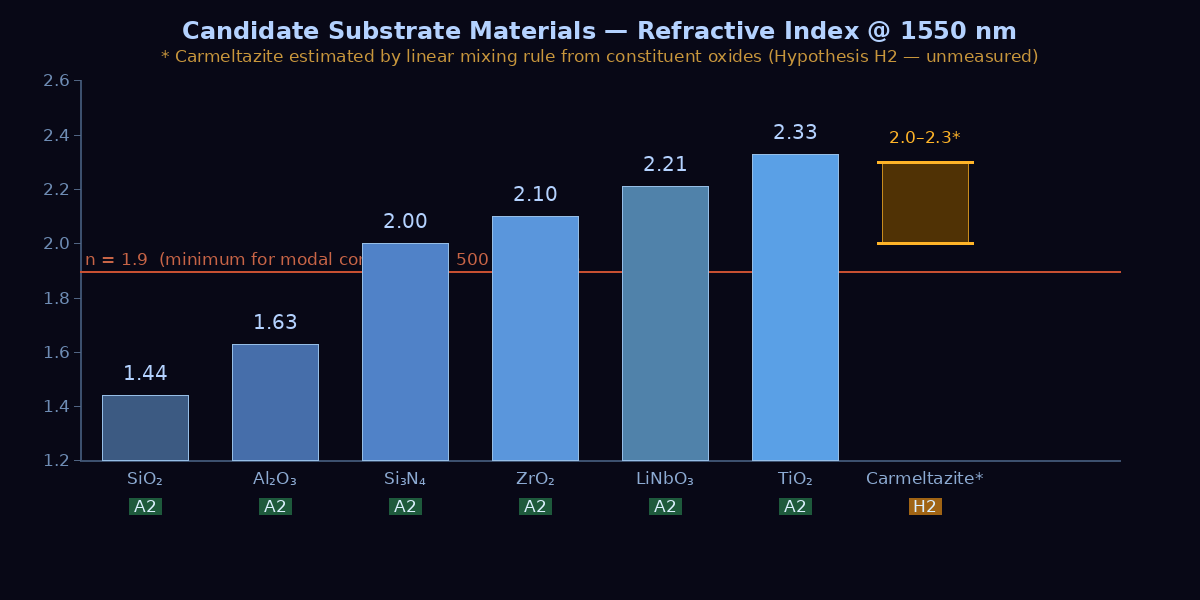 Candidate Substrate Materials — Refractive Index @ 1550 nm
* Carmeltazite estimated by linear mixing rule from constituent oxides (Hypothesis H2 — unmeasured)
2.6
2.4
2.2
2.0
1.8
1.6
1.4
1.2
n = 1.9 (minimum for modal
500
1.44
1.63
2.00
2.10
2.21
2.33
2.0–2.3*
SiO₂
Al₂O₃
Si₃N₄
ZrO₂
LiNbO₃
TiO₂
Carmeltazite*
A2
A2
A2
A2
A2
A2
H2